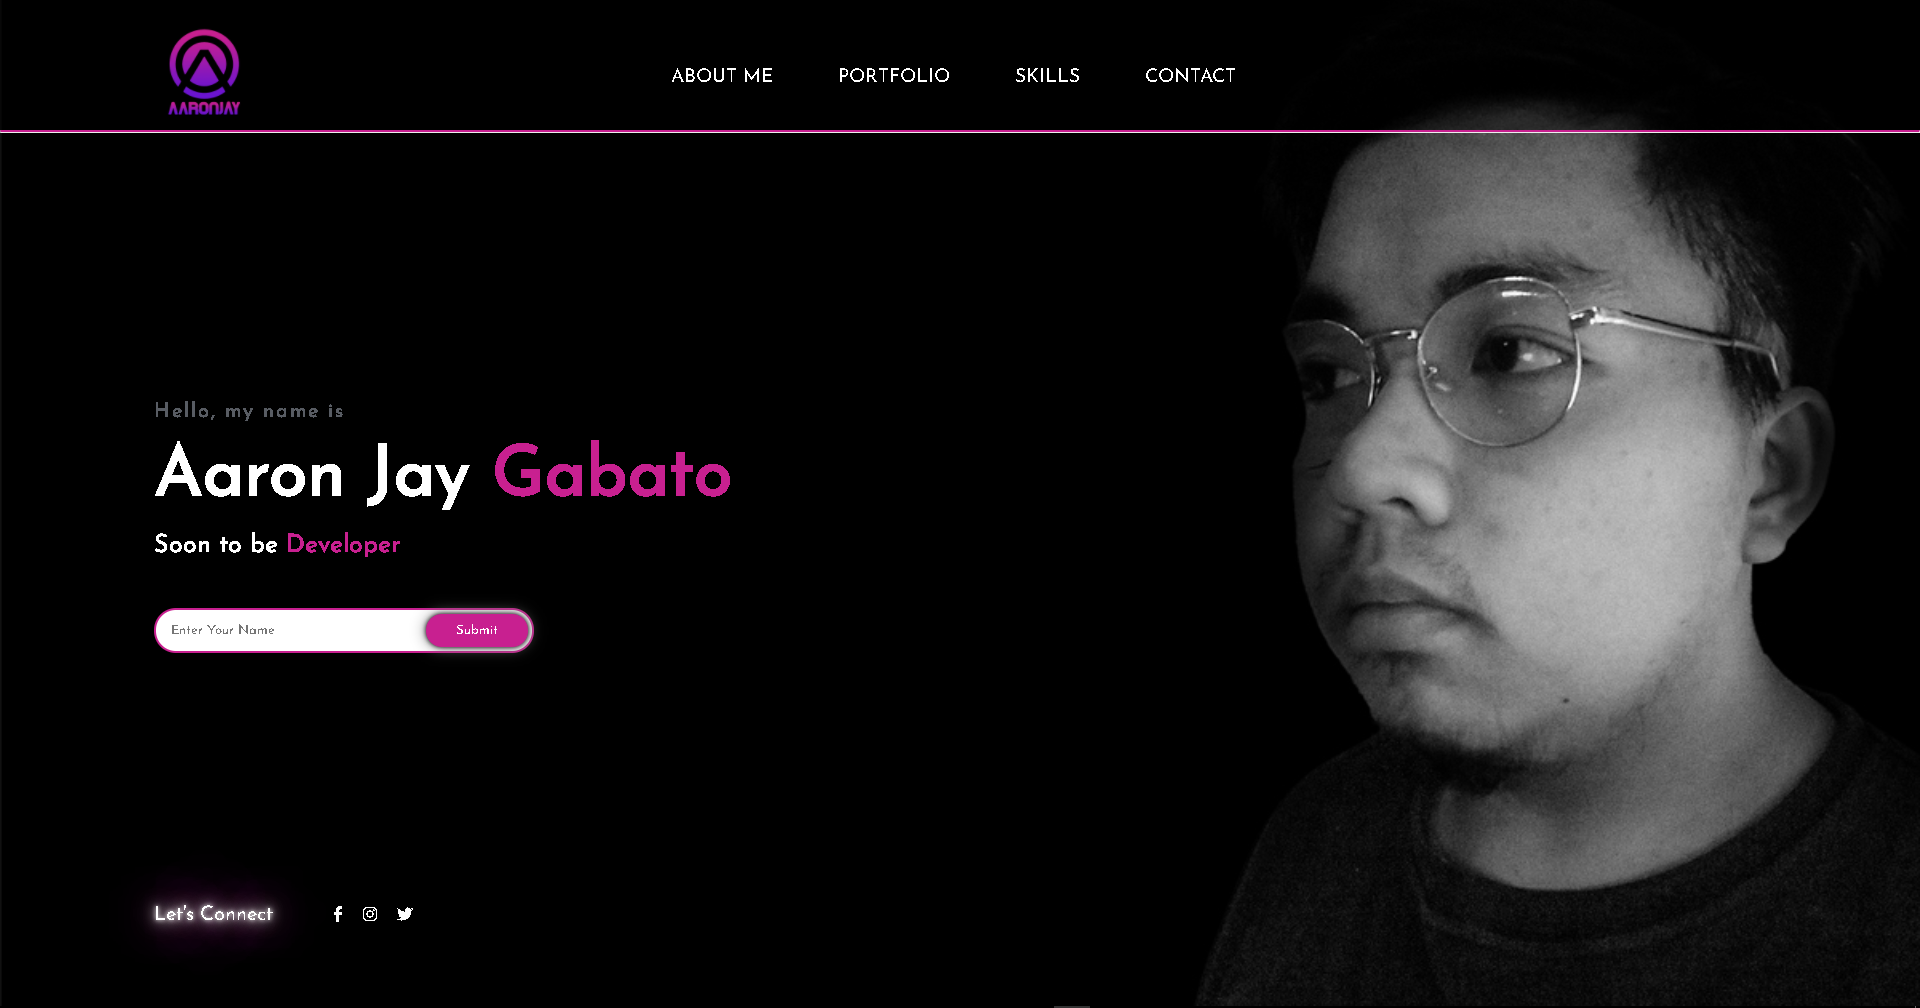 AARONJAY
ABOUT ME PORTFOLIO SKILLS CONTACT
Hello, my name is
Aaron Jay Gabato
Soon to be Developer
Enter Your Name Submit
Let's Connect